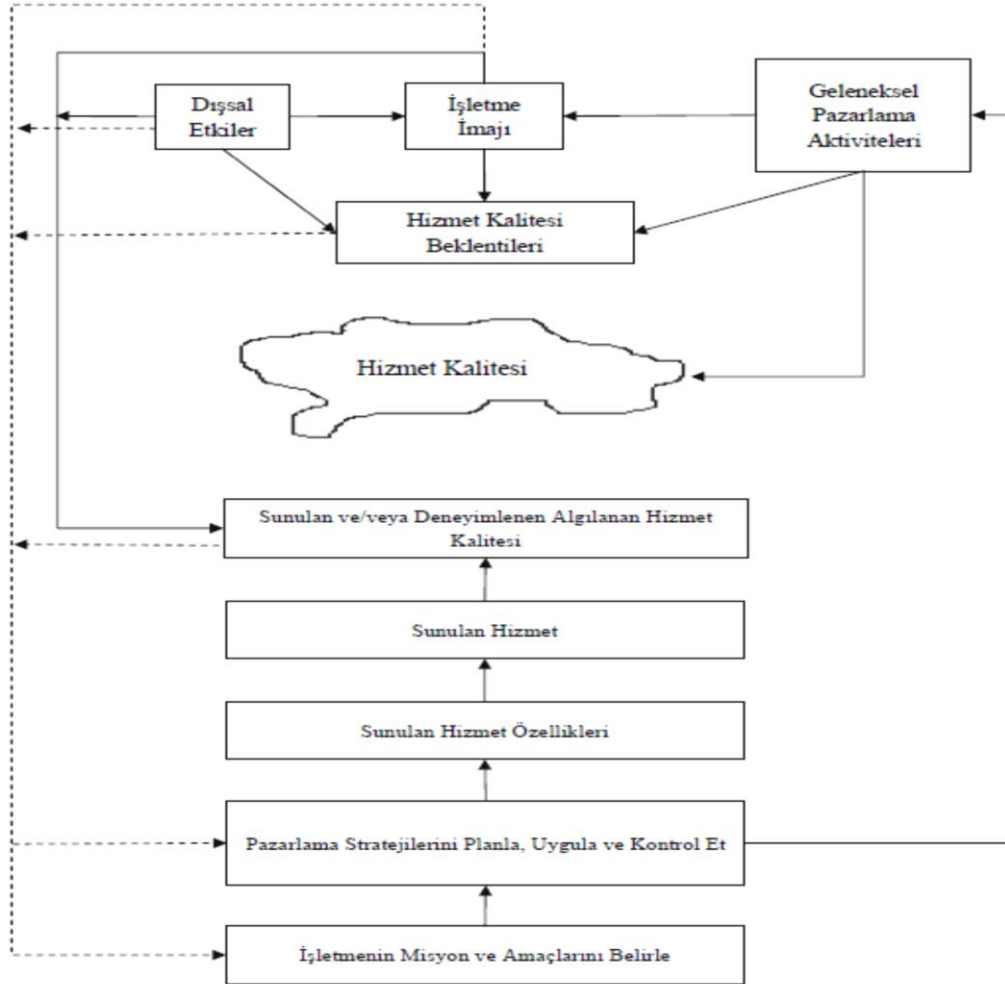 Dışsal
Etkiler
İşletme
İmajı
Geleneksel
Pazarlama
Aktiviteleri
Hizmet Kalitesi
Beklentileri
Hizmet Kalitesi
Sunulan ve/veya Deneyimlenen Algılanan Hizmet
Kalitesi
Sunulan Hizmet
Sunulan Hizmet Özellikleri
Pazarlama Stratejilerini Planla, Uygula ve Kontrol Et
İşletmenin Misyon ve Amaçlarını Belirle